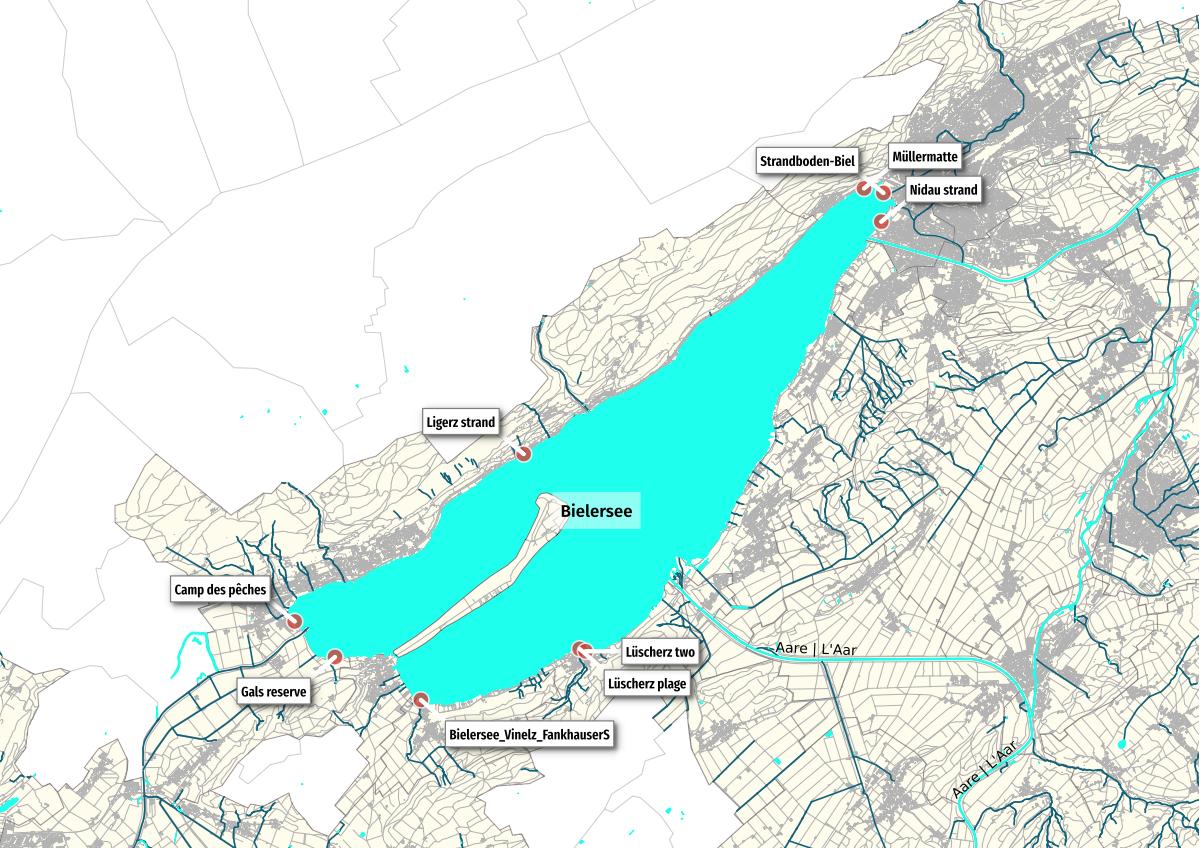 Strandboden-Biel
Müllermatte
Nidau strand
Ligerz strand
Bielersee
Camp des pêches
Lüscherz two
Aare | L'Aar
Lüscherz plage
Gals reserve
Bielersee_Vinelz_FankhauserS
Aare | L'Aar